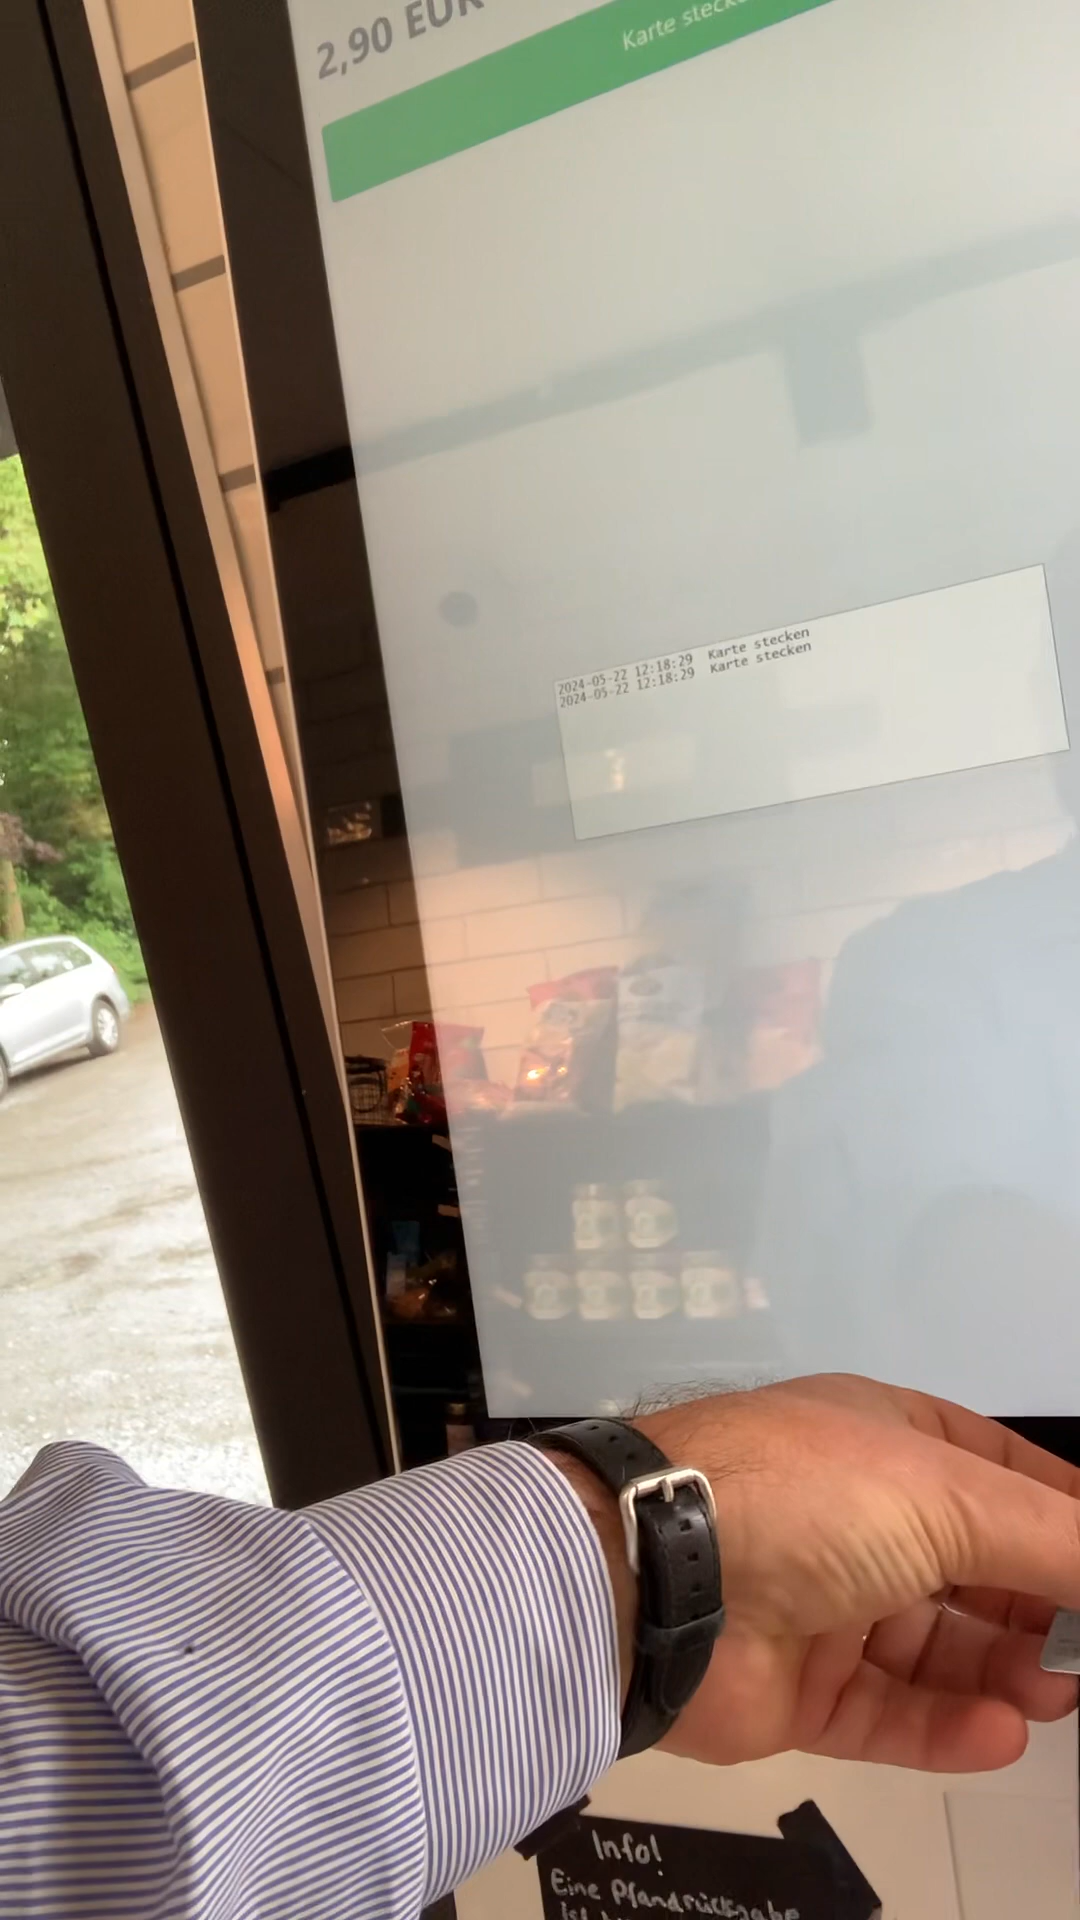 2,90 EUR
Karte stecken
2024-05-22 12:18:29 Karte stecken
2024-05-22 12:18:29 Karte stecken
Info!
Eine Pfandrückgabe
ist